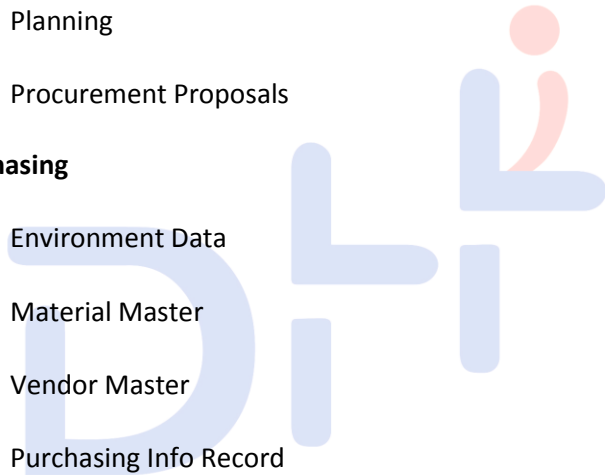 Planning
Procurement Proposals
hasing
Environment Data
Material Master
Vendor Master
Purchasing Info Record